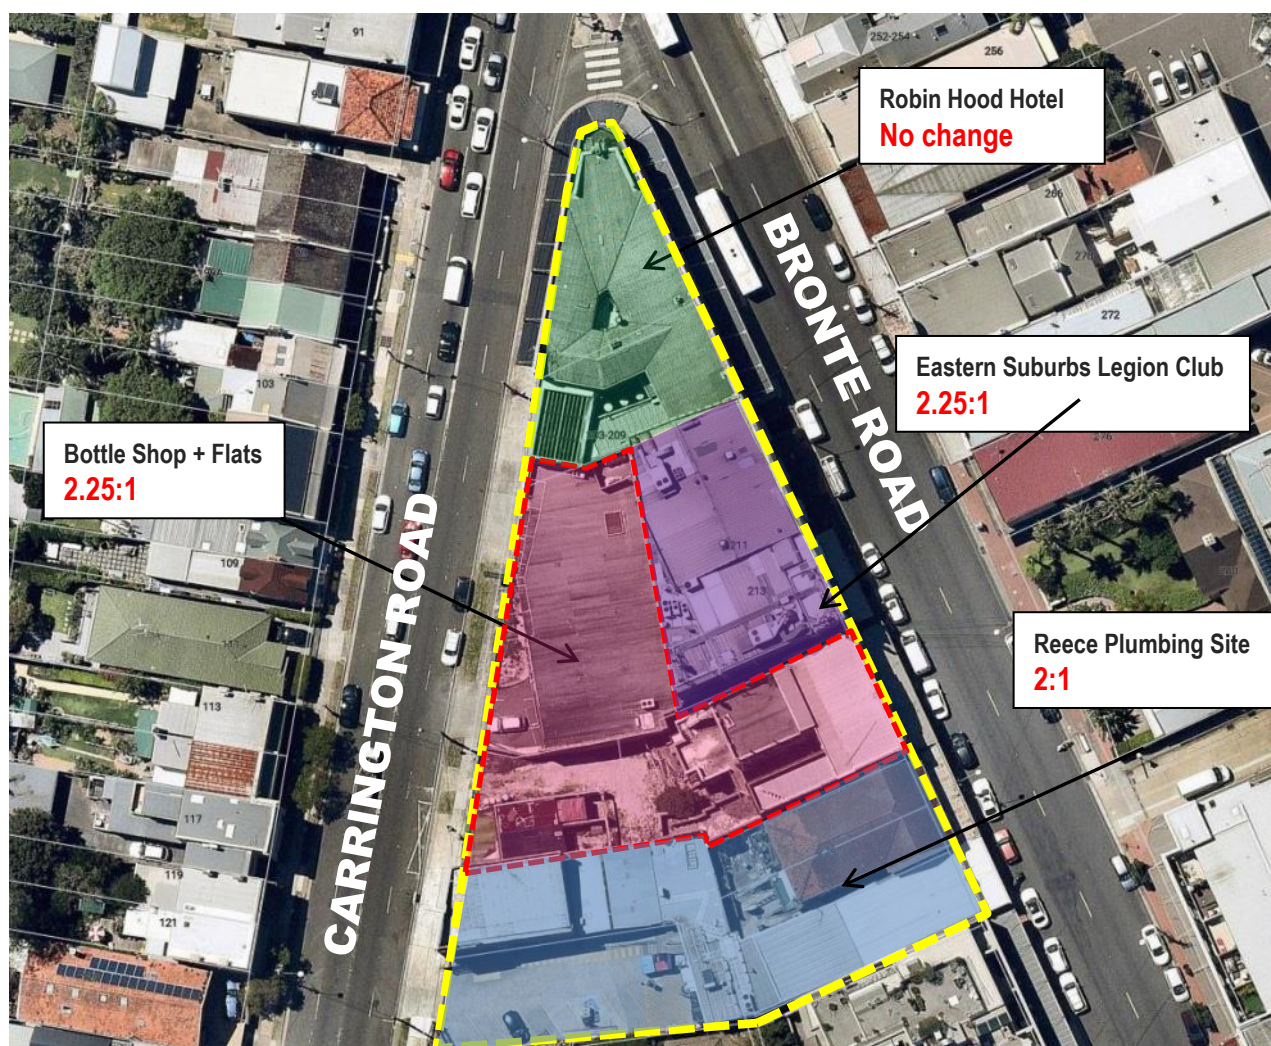 91
252-254
256
Robin Hood Hotel
No change
BRONTE ROAD
272
Eastern Suburbs Legion Club
2.25:1
103
Bottle Shop + Flats
2.25:1
211
109
213
CARRINGTON ROAD
Reece Plumbing Site
2:1
113
117
119
121